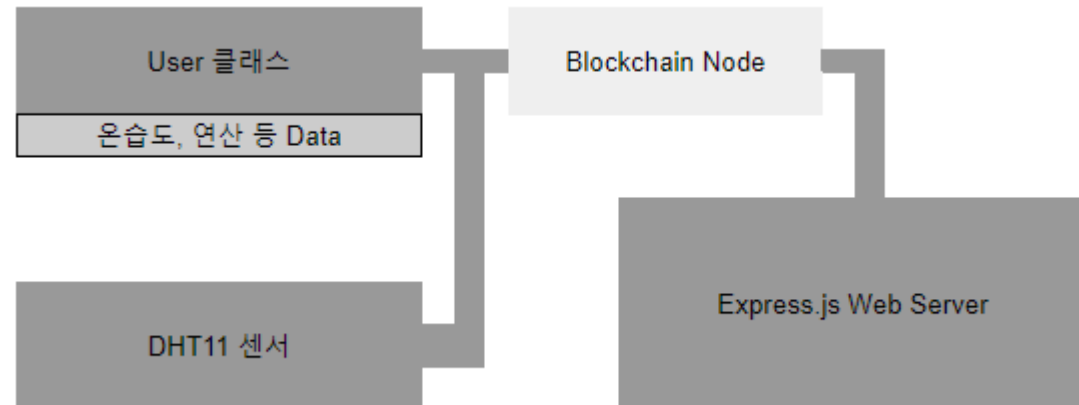 User 클래스
Blockchain Node
온습도, 연산 등 Data
Express.js Web Server
DHT11 센서